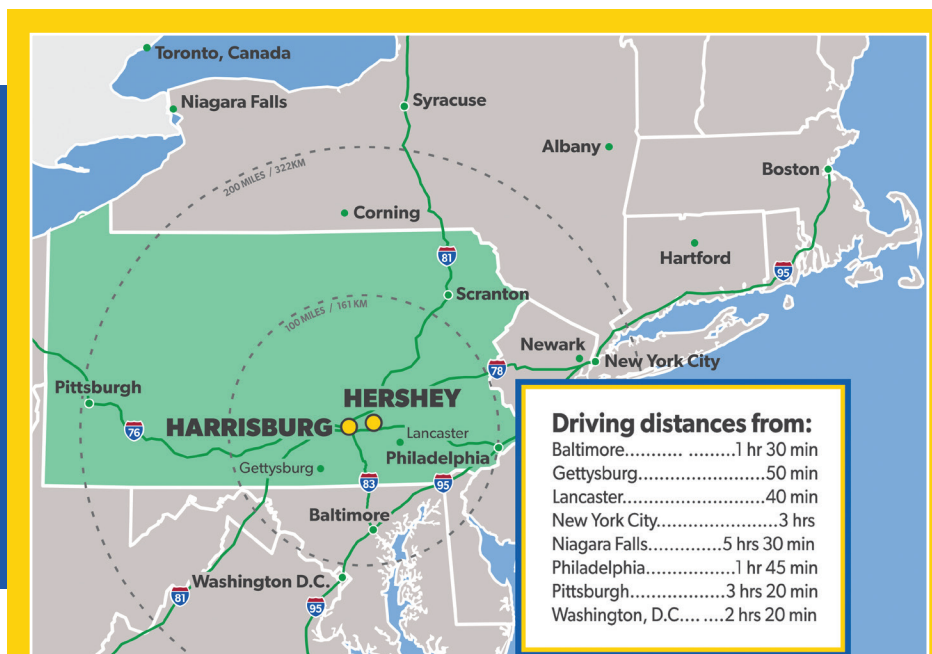 Toronto, Canada
Niagara Falls
Syracuse
Albany
Boston
200 MILES / 322KM
Corning
Hartford
81
95
Scranton
100 MILES / 161 KM
Newark
New York City
78
Pittsburgh
HERSHEY
HARRISBURG
76
Lancaster
Philadelphia
Gettysburg
83
95
Baltimore
Washington D.C.
81
95
Driving distances from:
Baltimore........... .........1 hr 30 min
Gettysburg.......................50 min
Lancaster..........................40 min
New York City......................3 hrs
Niagara Falls.............5 hrs 30 min
Philadelphia................1 hr 45 min
Pittsburgh..................3 hrs 20 min
Washington, D.C.... ....2 hrs 20 min